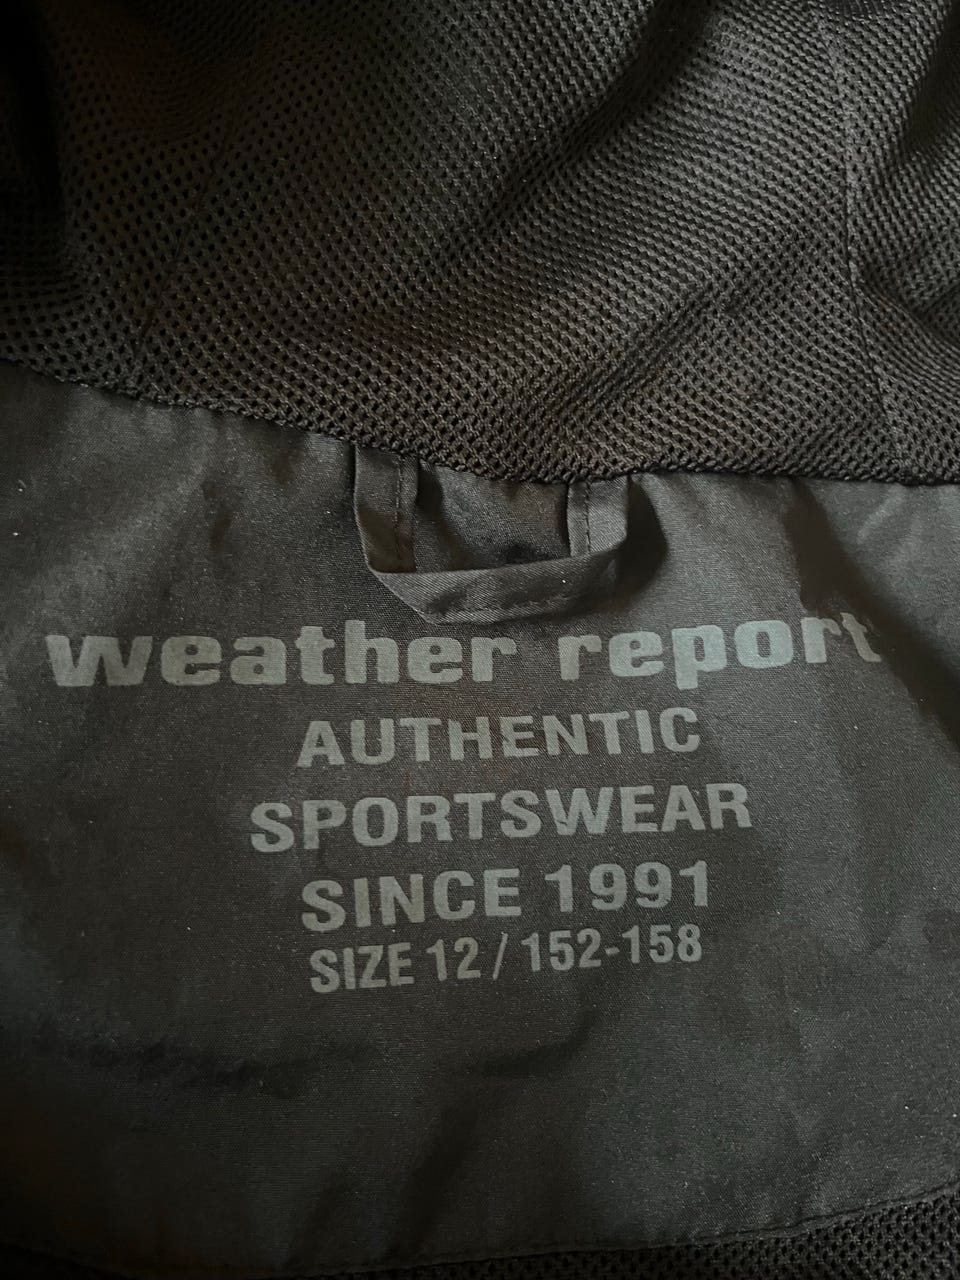 weather report
AUTHENTIC
SPORTSWEAR
SINCE 1991
SIZE 12 / 152-158